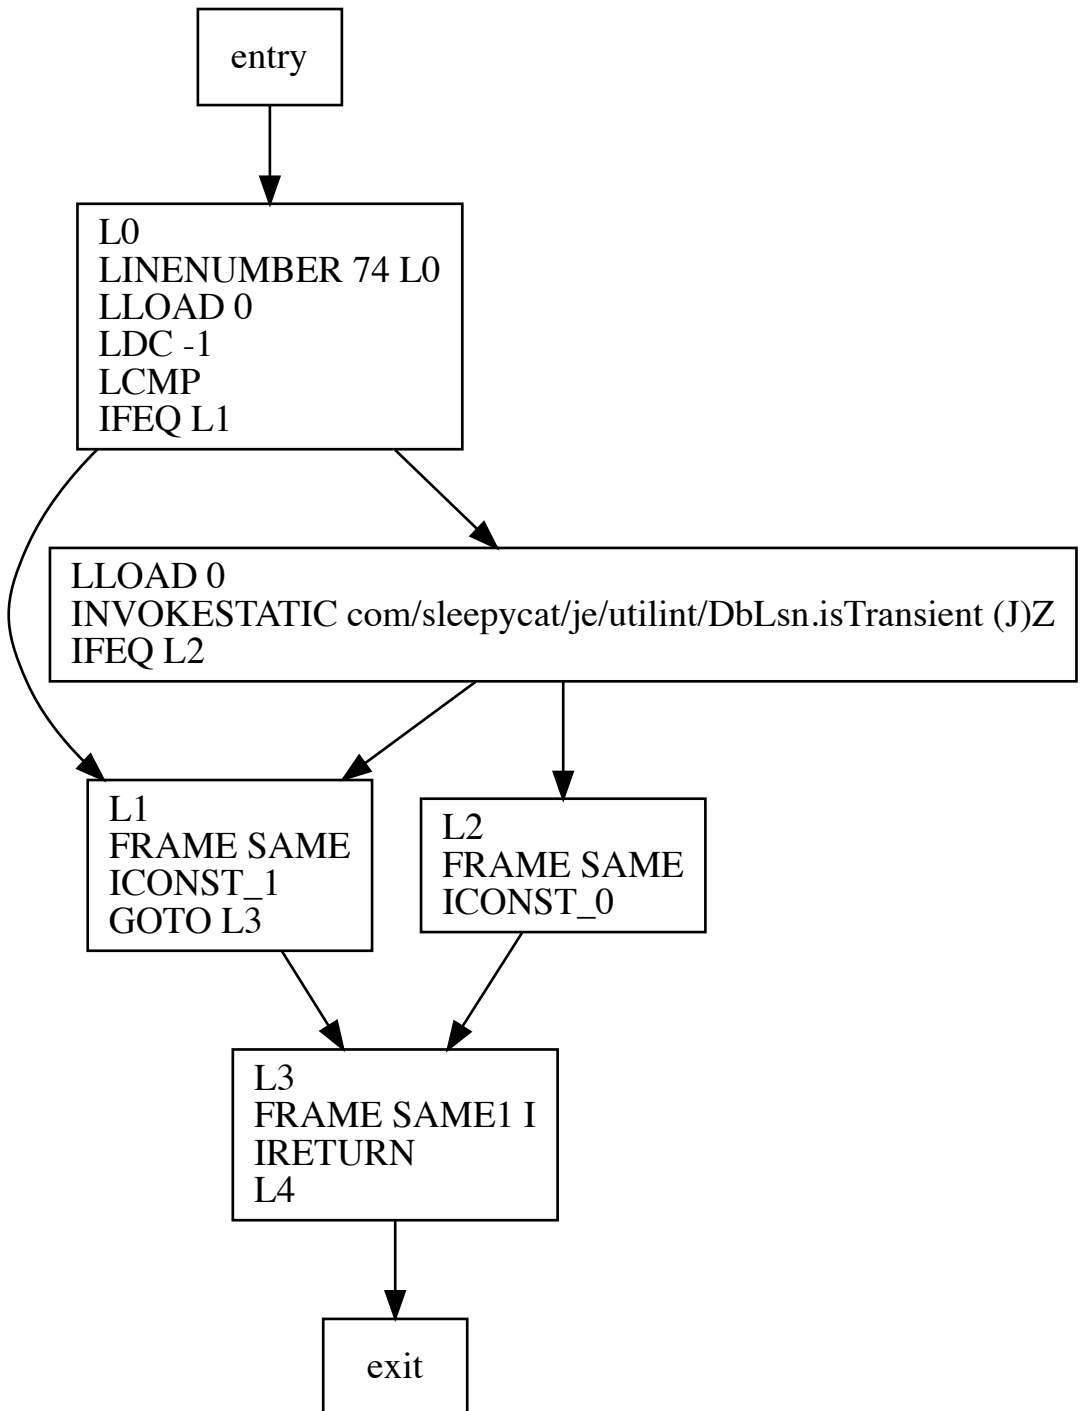 entry
L0
LINENUMBER 74 L0
LLOAD 0
LDC -1
LCMP
IFEQ L1
LLOAD 0
INVOKESTATIC com/sleepycat/je/utilint/DbLsn.isTransient (J)Z
IFEQ L2
L1
FRAME SAME
ICONST_1
GOTO L3
L2
FRAME SAME
ICONST_0
L3
FRAME SAME1 I
IRETURN
L4
exit